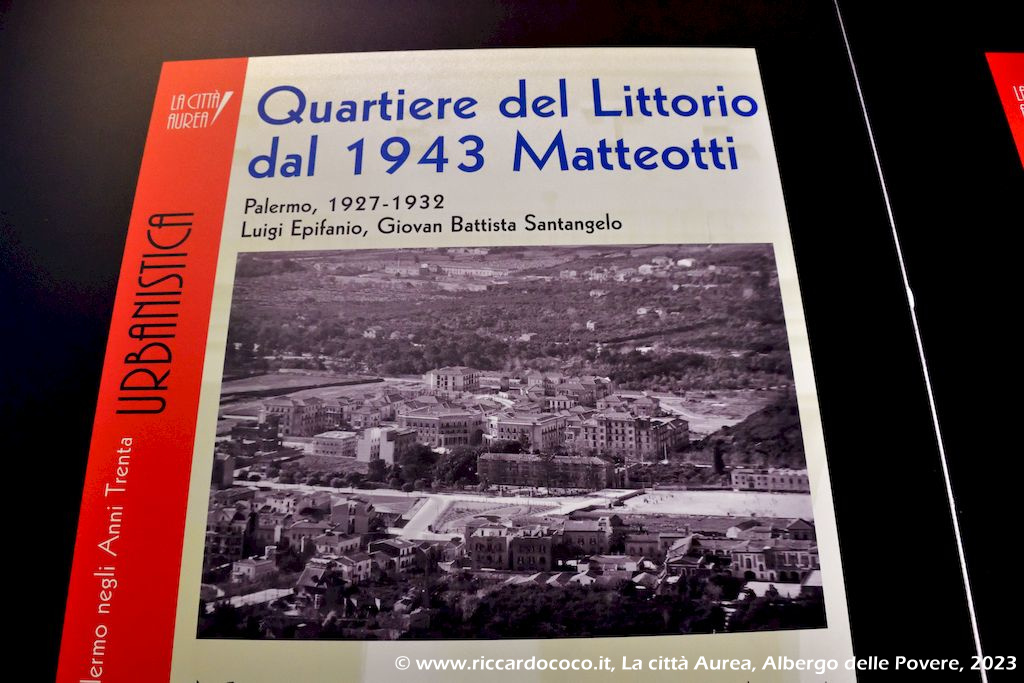 LA CITTÀ
AUREA
Quartiere del Littorio
dal 1943 Matteotti
Palermo, 1927-1932
Luigi Epifanio, Giovan Battista Santangelo
URBANISTICA
lermo negli Anni Trenta
© www.riccardococo.it, La città Aurea, Albergo delle Povere, 2023